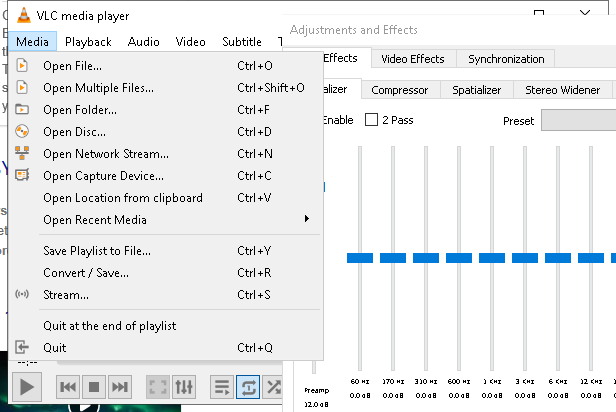 VLC media player
Adjustments and Effects
Media Playback Audio Video Subtitle T
Effects Video Effects Synchronization
alizer Compressor Spatializer Stereo Widener
Enable 2 Pass Preset
Open File... Ctrl+O
Open Multiple Files... Ctrl+Shift+O
Open Folder... Ctrl+F
Open Disc... Ctrl+D
Open Network Stream... Ctrl+N
Open Capture Device... Ctrl+C
Open Location from clipboard Ctrl+V
Open Recent Media
Save Playlist to File... Ctrl+Y
Convert / Save... Ctrl+R
Stream... Ctrl+S
Quit at the end of playlist
Quit Ctrl+Q
--:--
Preamp
12.0 dB
60 Hz 170 Hz 310 Hz 600 Hz 1 KHz 3 KHz 6 KHz 12 KHz
0.0 dB 0.0 dB 0.0 dB 0.0 dB 0.0 dB 0.0 dB 0.0 dB 0.0 dB